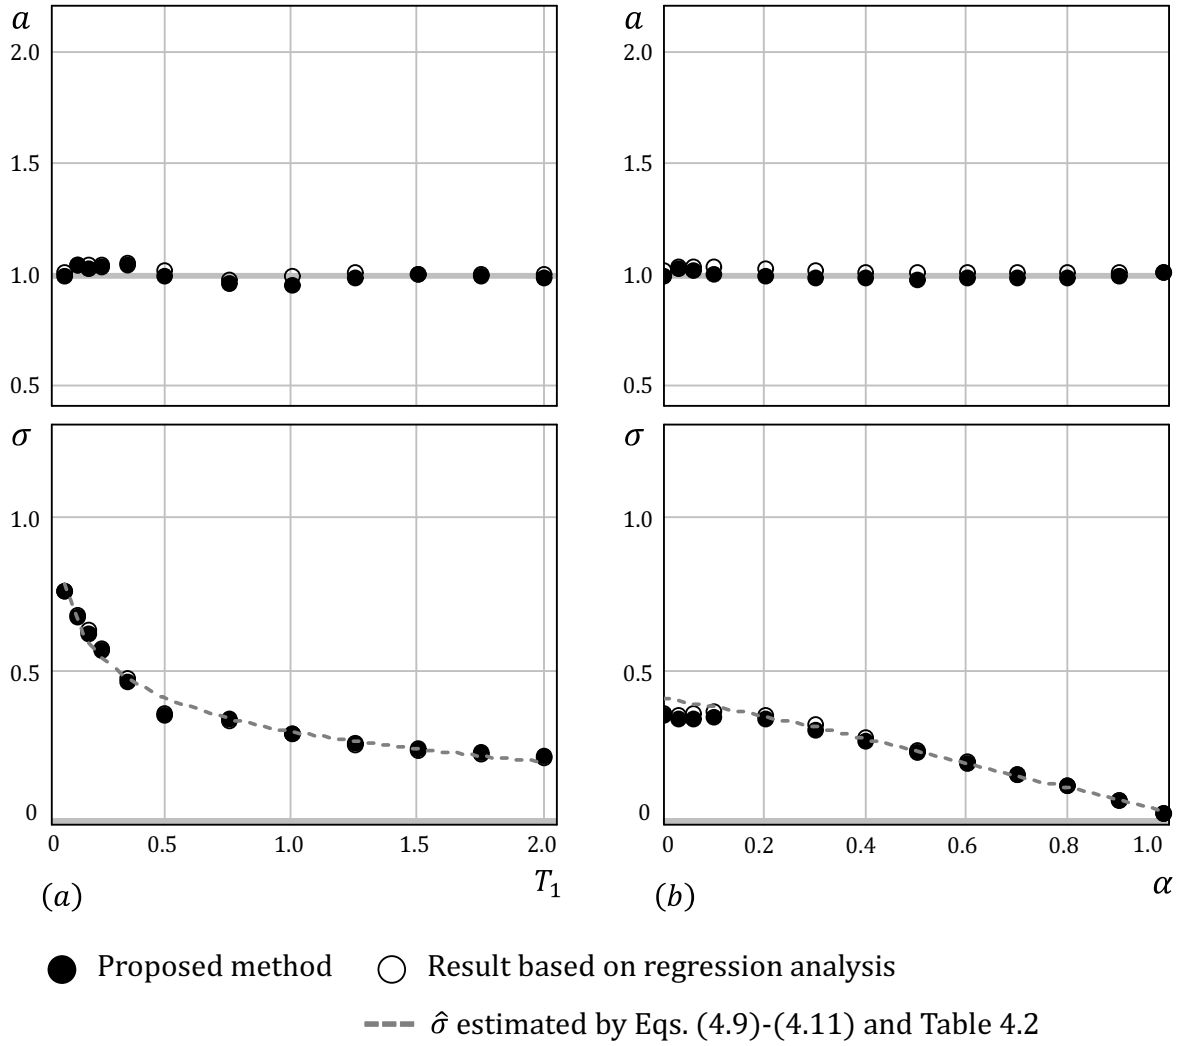 a
a
2.0
2.0
1.5
1.5
1.0
1.0
0.5
0.5
σ
σ
1.0
1.0
0.5
0.5
0
0
0 0.5 1.0 1.5 2.0
0 0.2 0.4 0.6 0.8 1.0
(a) T₁
(b) α
Proposed method Result based on regression analysis
σ̂ estimated by Eqs. (4.9)-(4.11) and Table 4.2